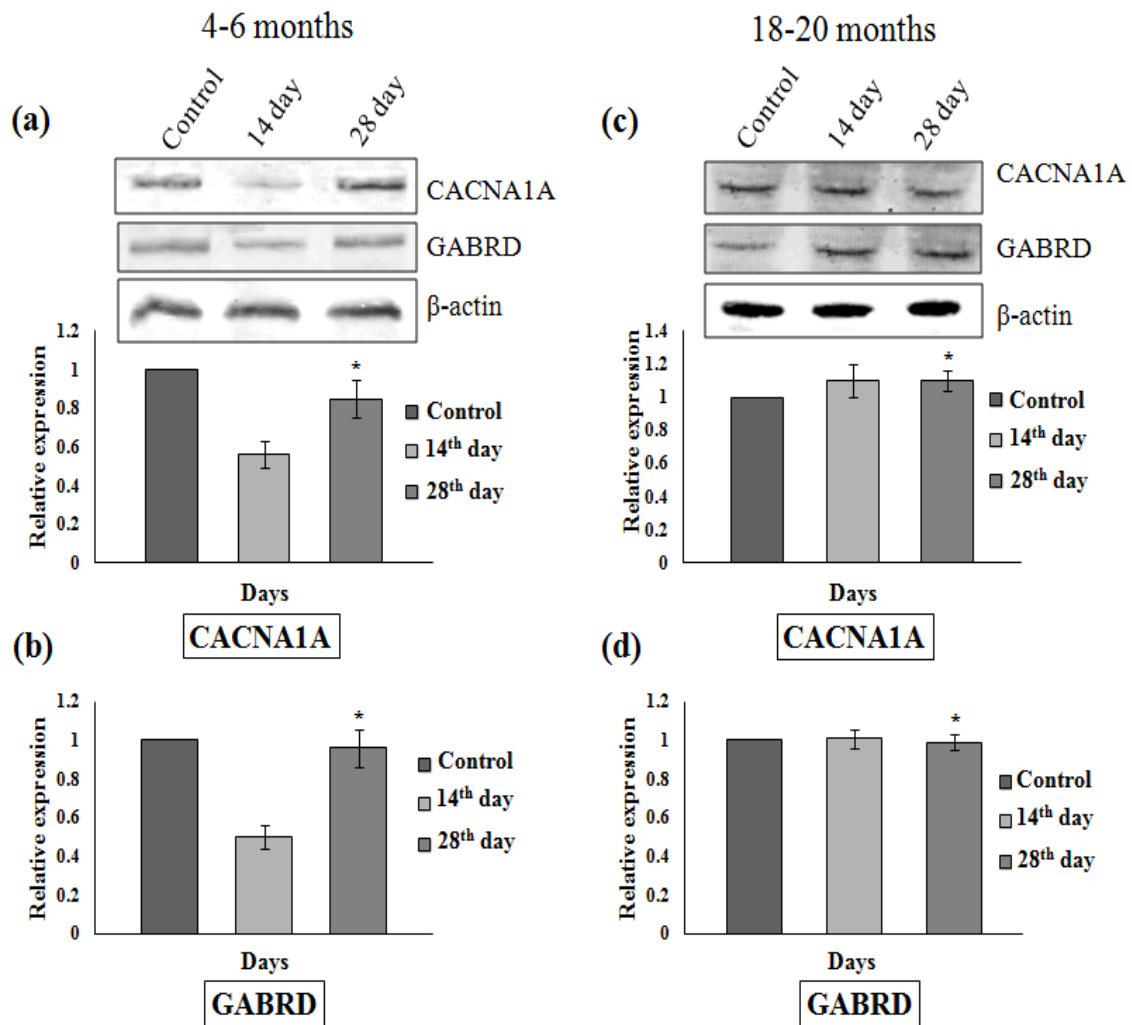 4-6 months
(a)
Control
14 day
28 day
CACNA1A
GABRD
β-actin
Relative expression
1.2
1
0.8
0.6
0.4
0.2
0
*
Control
14th day
28th day
Days
CACNA1A
(b)
Relative expression
1.2
1
0.8
0.6
0.4
0.2
0
*
Control
14th day
28th day
Days
GABRD
18-20 months
(c)
Control
14 day
28 day
CACNA1A
GABRD
β-actin
Relative expression
1.4
1.2
1
0.8
0.6
0.4
0.2
0
*
Control
14th day
28th day
Days
CACNA1A
(d)
Relative expression
1.2
1
0.8
0.6
0.4
0.2
0
*
Control
14th day
28th day
Days
GABRD